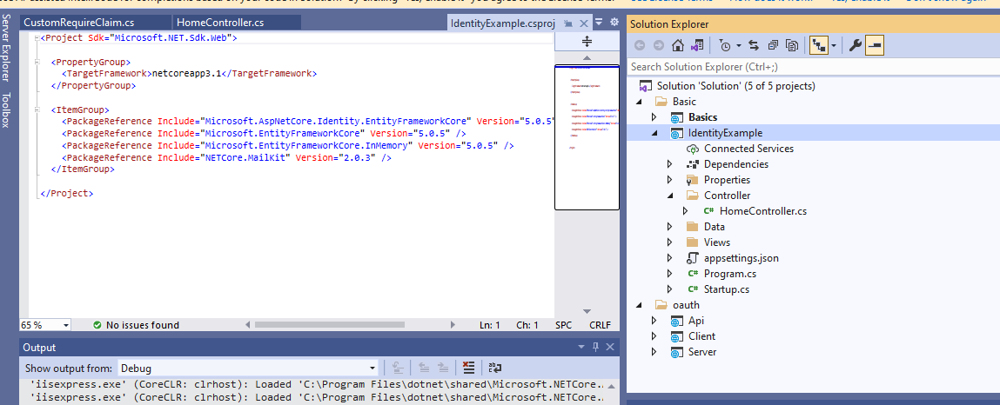 Server Explorer
Toolbox
CustomRequireClaim.cs
HomeController.cs
IdentityExample.csproj
<Project Sdk="Microsoft.NET.Sdk.Web">
<PropertyGroup>
<TargetFramework>netcoreapp3.1</TargetFramework>
</PropertyGroup>
<ItemGroup>
<PackageReference Include="Microsoft.AspNetCore.Identity.EntityFrameworkCore" Version="5.0.5"
<PackageReference Include="Microsoft.EntityFrameworkCore" Version="5.0.5" />
<PackageReference Include="Microsoft.EntityFrameworkCore.InMemory" Version="5.0.5" />
<PackageReference Include="NETCore.MailKit" Version="2.0.3" />
</ItemGroup>
</Project>
65 %
No issues found
Ln: 1
Ch: 1
SPC
CRLF
Output
Show output from:
Debug
'iisexpress.exe' (CoreCLR: clrhost): Loaded 'C:\Program Files\dotnet\shared\Microsoft.NETCore.
'iisexpress.exe' (CoreCLR: clrhost): Loaded 'C:\Program Files\dotnet\shared\Microsoft.NETCore.
Solution Explorer
Search Solution Explorer (Ctrl+;)
Solution 'Solution' (5 of 5 projects)
Basic
Basics
IdentityExample
Connected Services
Dependencies
Properties
Controller
C# HomeController.cs
Data
Views
appsettings.json
C# Program.cs
C# Startup.cs
oauth
Api
Client
Server